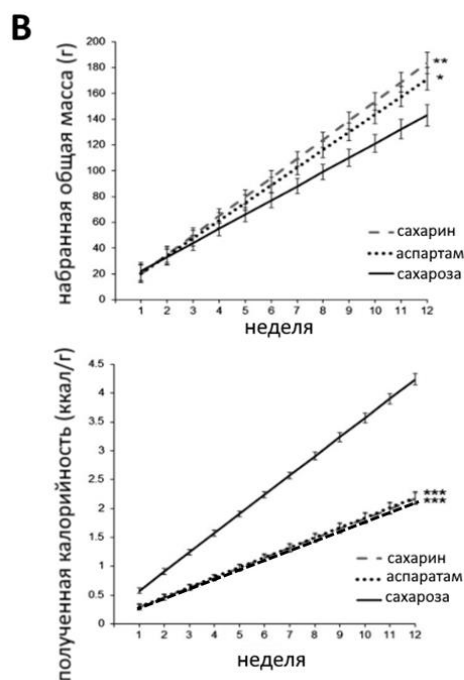 B
набранная общая масса (г)
200
180
160
140
120
100
80
60
40
20
0
**
*
сахарин
аспартам
сахароза
1 2 3 4 5 6 7 8 9 10 11 12
неделя
полученная калорийность (ккал/г)
4.5
4
3.5
3
2.5
2
1.5
1
0.5
0
***
***
сахарин
аспаратам
сахароза
1 2 3 4 5 6 7 8 9 10 11 12
неделя